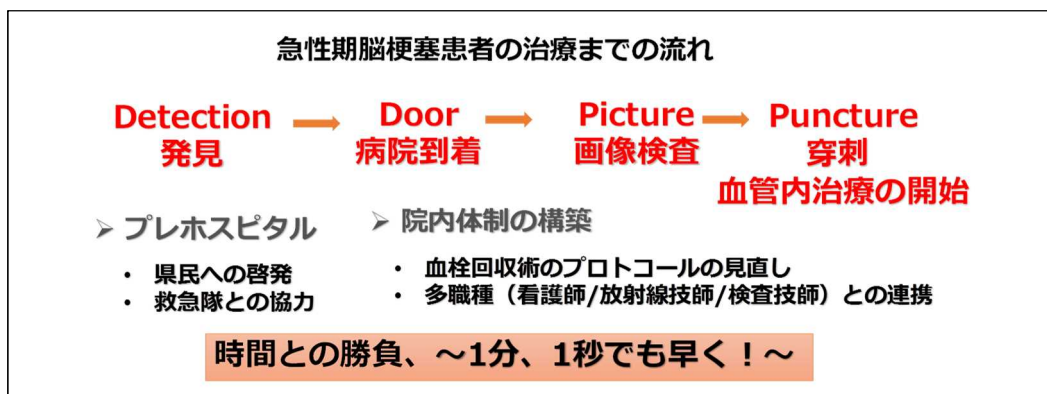 急性期脳梗塞患者の治療までの流れ
Detection → Door → Picture → Puncture
発見 病院到着 画像検査 穿刺
血管内治療の開始
➢ プレホスピタル
• 県民への啓発
• 救急隊との協力
➢ 院内体制の構築
• 血栓回収術のプロトコールの見直し
• 多職種（看護師/放射線技師/検査技師）との連携
時間との勝負、～1分、1秒でも早く！～